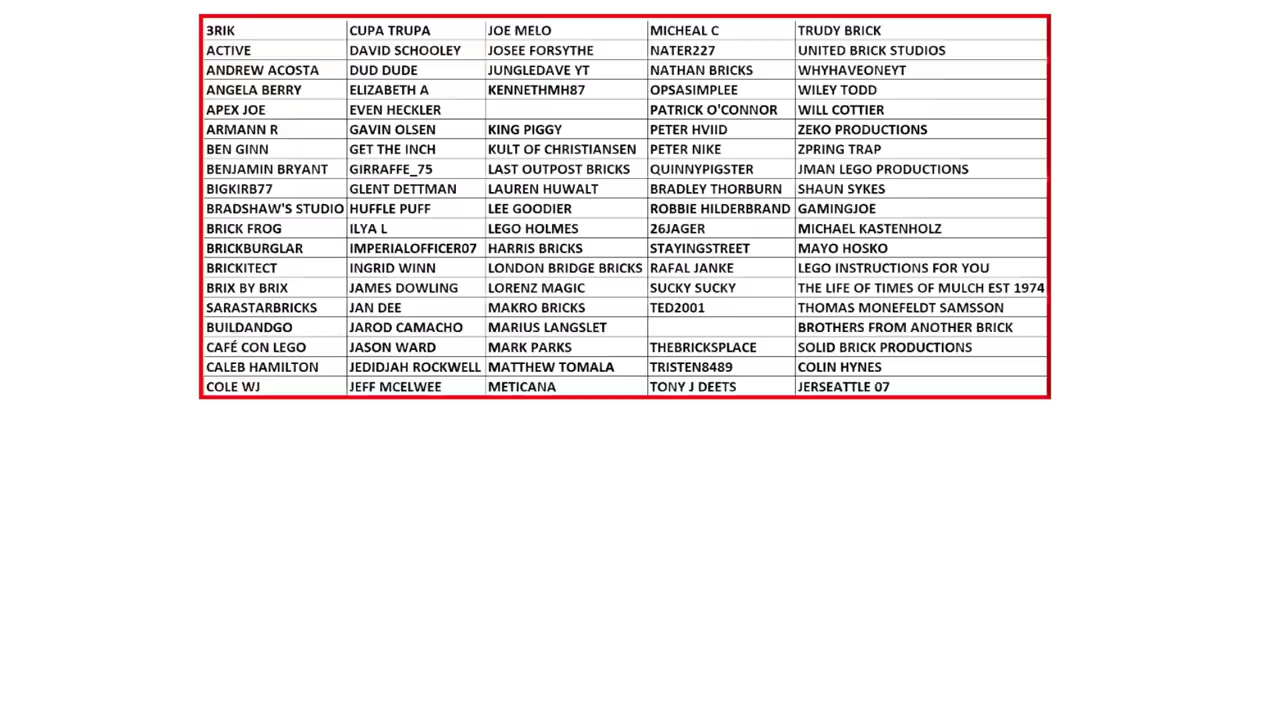 3RIK CUPA TRUPA JOE MELO MICHEAL C TRUDY BRICK
ACTIVE DAVID SCHOOLEY JOSEE FORSYTHE NATER227 UNITED BRICK STUDIOS
ANDREW ACOSTA DUD DUDE JUNGLEDAVE YT NATHAN BRICKS WHYHAVEONEYT
ANGELA BERRY ELIZABETH A KENNETHMH87 OPSASIMPLEE WILEY TODD
APEX JOE EVEN HECKLER PATRICK O'CONNOR WILL COTTIER
ARMANN R GAVIN OLSEN KING PIGGY PETER HVIID ZEKO PRODUCTIONS
BEN GINN GET THE INCH KULT OF CHRISTIANSEN PETER NIKE ZPRING TRAP
BENJAMIN BRYANT GIRRAFFE_75 LAST OUTPOST BRICKS QUINNYPIGSTER JMAN LEGO PRODUCTIONS
BIGKIRB77 GLENT DETTMAN LAUREN HUWALT BRADLEY THORBURN SHAUN SYKES
BRADSHAW'S STUDIO HUFFLE PUFF LEE GOODIER ROBBIE HILDERBRAND GAMINGJOE
BRICK FROG ILYA L LEGO HOLMES 26JAGER MICHAEL KASTENHOLZ
BRICKBURGLAR IMPERIALOFFICER07 HARRIS BRICKS STAYINGSTREET MAYO HOSKO
BRICKITECT INGRID WINN LONDON BRIDGE BRICKS RAFAL JANKE LEGO INSTRUCTIONS FOR YOU
BRIX BY BRIX JAMES DOWLING LORENZ MAGIC SUCKY SUCKY THE LIFE OF TIMES OF MULCH EST 1974
SARASTARBRICKS JAN DEE MAKRO BRICKS TED2001 THOMAS MONEFELDT SAMSSON
BUILDANDGO JAROD CAMACHO MARIUS LANGSLET BROTHERS FROM ANOTHER BRICK
CAFÉ CON LEGO JASON WARD MARK PARKS THEBRICKSPLACE SOLID BRICK PRODUCTIONS
CALEB HAMILTON JEDIDJAH ROCKWELL MATTHEW TOMALA TRISTEN8489 COLIN HYNES
COLE WJ JEFF MCELWEE METICANA TONY J DEETS JERSEATTLE 07